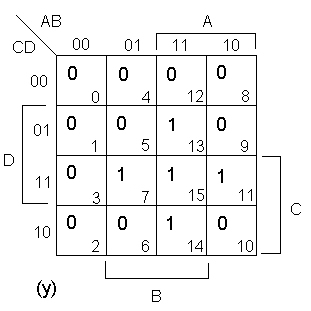 AB
A
CD
00 01 11 10
00 0 0 0 0
0 4 12 8
01 0 0 1 0
1 5 13 9
D
11 0 1 1 1
3 7 15 11
C
10 0 0 1 0
2 6 14 10
(y)
B